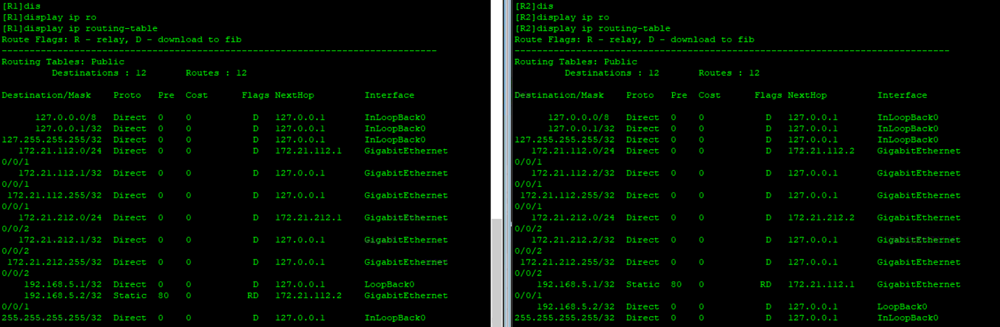 [R1]dis
[R1]display ip ro
[R1]display ip routing-table
Route Flags: R - relay, D - download to fib
------------------------------------------------------------------------------
Routing Tables: Public
Destinations : 12 Routes : 12
Destination/Mask Proto Pre Cost Flags NextHop Interface
127.0.0.0/8 Direct 0 0 D 127.0.0.1 InLoopBack0
127.0.0.1/32 Direct 0 0 D 127.0.0.1 InLoopBack0
127.255.255.255/32 Direct 0 0 D 127.0.0.1 InLoopBack0
172.21.112.0/24 Direct 0 0 D 172.21.112.1 GigabitEthernet
0/0/1
172.21.112.1/32 Direct 0 0 D 127.0.0.1 GigabitEthernet
0/0/1
172.21.112.255/32 Direct 0 0 D 127.0.0.1 GigabitEthernet
0/0/1
172.21.212.0/24 Direct 0 0 D 172.21.212.1 GigabitEthernet
0/0/2
172.21.212.1/32 Direct 0 0 D 127.0.0.1 GigabitEthernet
0/0/2
172.21.212.255/32 Direct 0 0 D 127.0.0.1 GigabitEthernet
0/0/2
192.168.5.1/32 Direct 0 0 D 127.0.0.1 LoopBack0
192.168.5.2/32 Static 80 0 RD 172.21.112.2 GigabitEthernet
0/0/1
255.255.255.255/32 Direct 0 0 D 127.0.0.1 InLoopBack0
[R2]dis
[R2]display ip ro
[R2]display ip routing-table
Route Flags: R - relay, D - download to fib
------------------------------------------------------------------------------
Routing Tables: Public
Destinations : 12 Routes : 12
Destination/Mask Proto Pre Cost Flags NextHop Interface
127.0.0.0/8 Direct 0 0 D 127.0.0.1 InLoopBack0
127.0.0.1/32 Direct 0 0 D 127.0.0.1 InLoopBack0
127.255.255.255/32 Direct 0 0 D 127.0.0.1 InLoopBack0
172.21.112.0/24 Direct 0 0 D 172.21.112.2 GigabitEthernet
0/0/1
172.21.112.2/32 Direct 0 0 D 127.0.0.1 GigabitEthernet
0/0/1
172.21.112.255/32 Direct 0 0 D 127.0.0.1 GigabitEthernet
0/0/1
172.21.212.0/24 Direct 0 0 D 172.21.212.2 GigabitEthernet
0/0/2
172.21.212.2/32 Direct 0 0 D 127.0.0.1 GigabitEthernet
0/0/2
172.21.212.255/32 Direct 0 0 D 127.0.0.1 GigabitEthernet
0/0/2
192.168.5.1/32 Static 80 0 RD 172.21.112.1 GigabitEthernet
0/0/1
192.168.5.2/32 Direct 0 0 D 127.0.0.1 LoopBack0
255.255.255.255/32 Direct 0 0 D 127.0.0.1 InLoopBack0